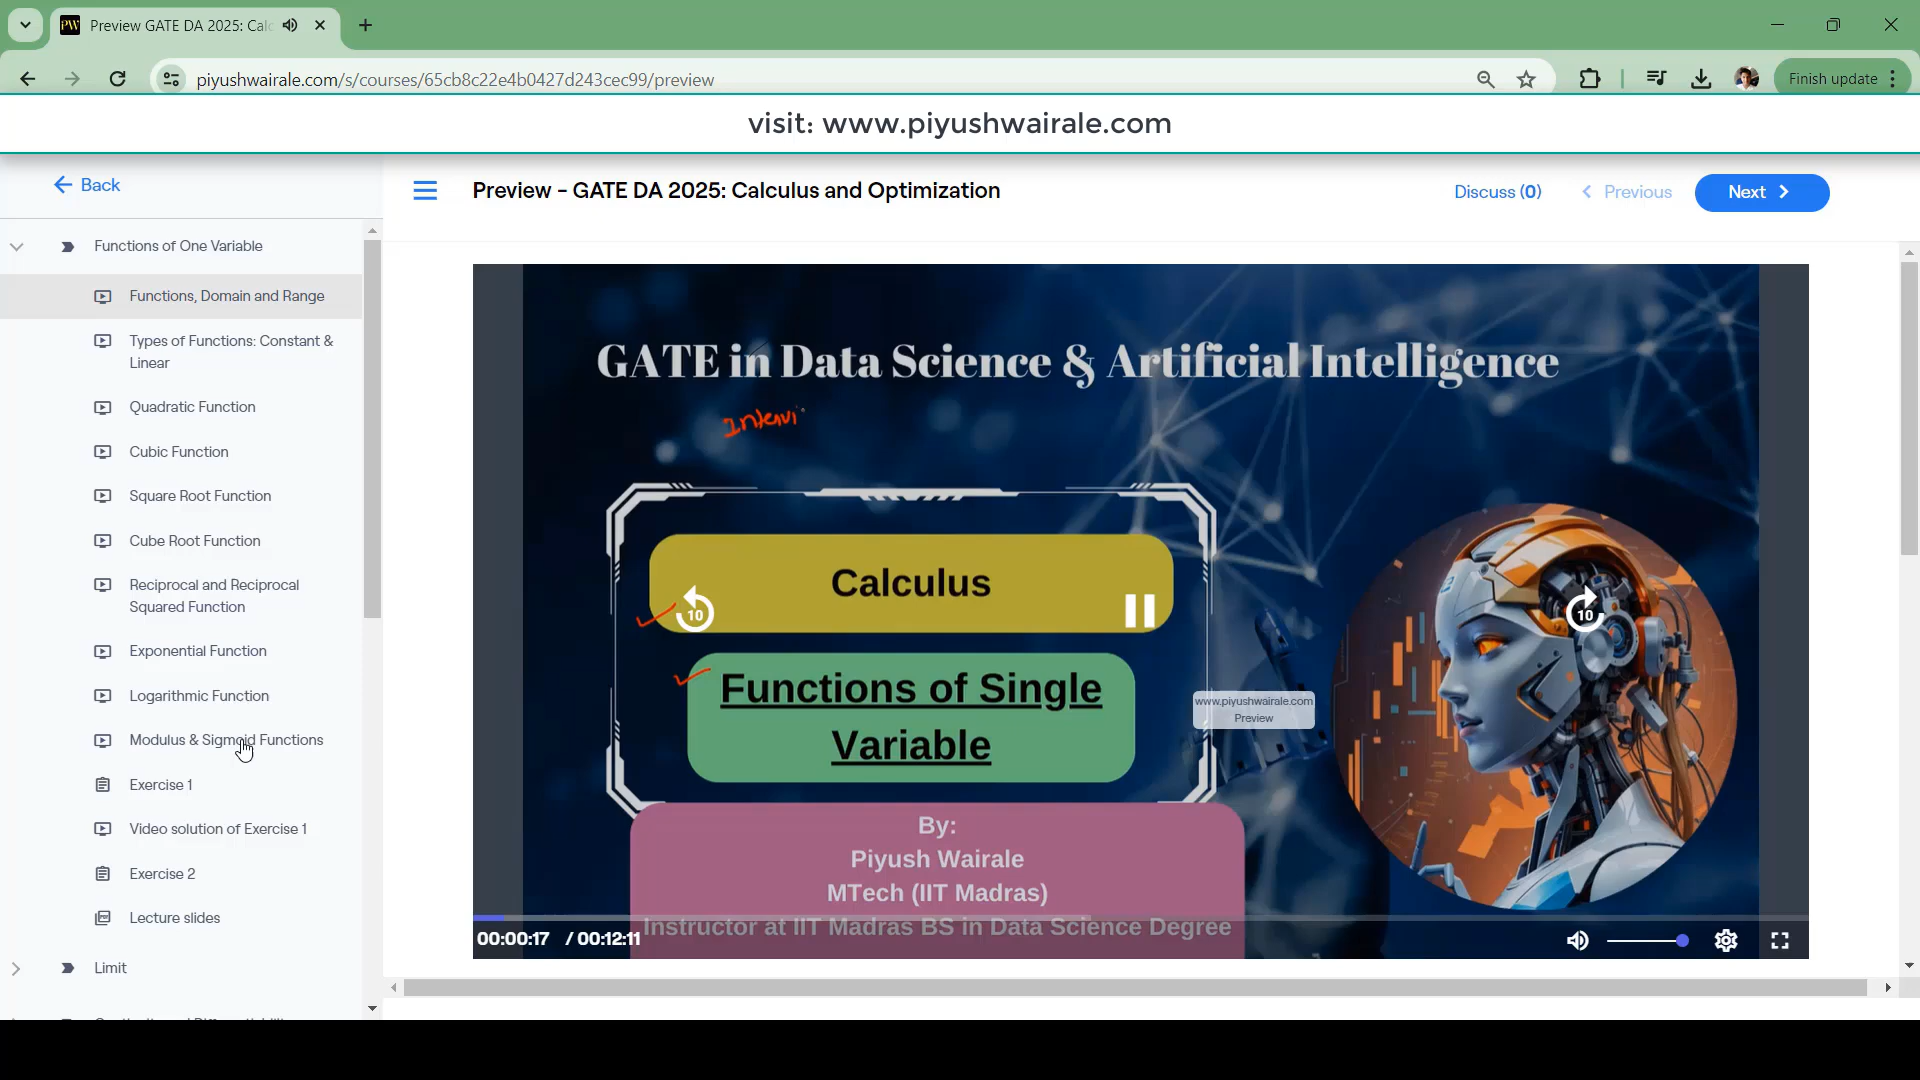 Preview GATE DA 2025: Calc
piyushwairale.com/s/courses/65cb8c22e4b0427d243cec99/preview
Finish update
visit: www.piyushwairale.com
Back
Preview - GATE DA 2025: Calculus and Optimization
Discuss (0)
Previous
Next
Functions of One Variable
Functions, Domain and Range
Types of Functions: Constant &
Linear
Quadratic Function
Cubic Function
Square Root Function
Cube Root Function
Reciprocal and Reciprocal
Squared Function
Exponential Function
Logarithmic Function
Modulus & Sigmoid Functions
Exercise 1
Video solution of Exercise 1
Exercise 2
Lecture slides
Limit
GATE in Data Science & Artificial Intelligence
Calculus
10
10
Functions of Single
Variable
www.piyushwairale.com
Preview
By:
Piyush Wairale
MTech (IIT Madras)
Instructor at IIT Madras BS in Data Science Degree
00:00:17 / 00:12:11